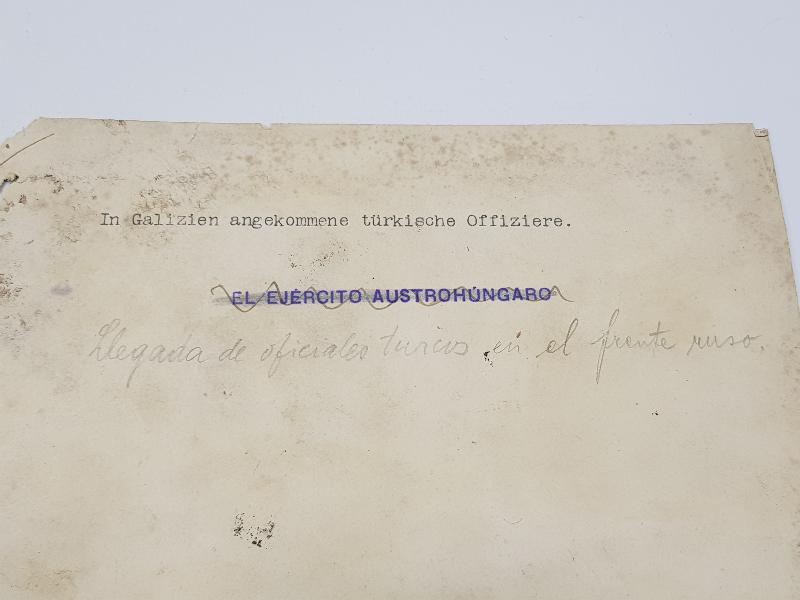 In Galizien angekommene türkische Offiziere.
EL EJÉRCITO AUSTROHÚNGARO
Llegada de oficiales turcos en el frente ruso.